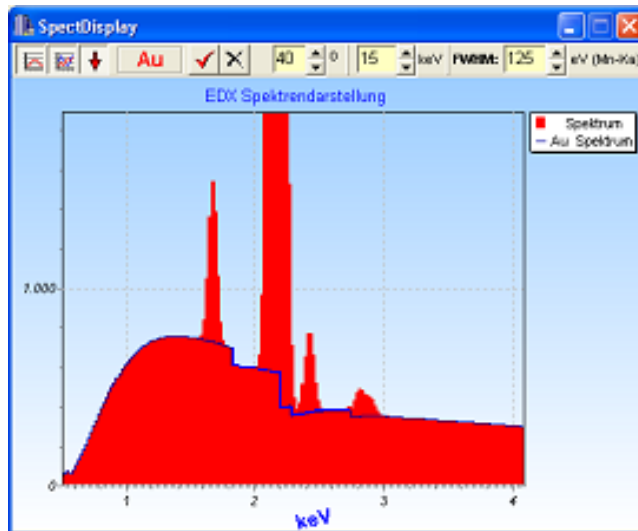 SpectDisplay
Au 40 ° 15 keV FWHM: 125 eV (Mn-Ka)
EDX Spektrendarstellung
Spektrum
Au Spektrum
1.000
0
1 2 3 4
keV